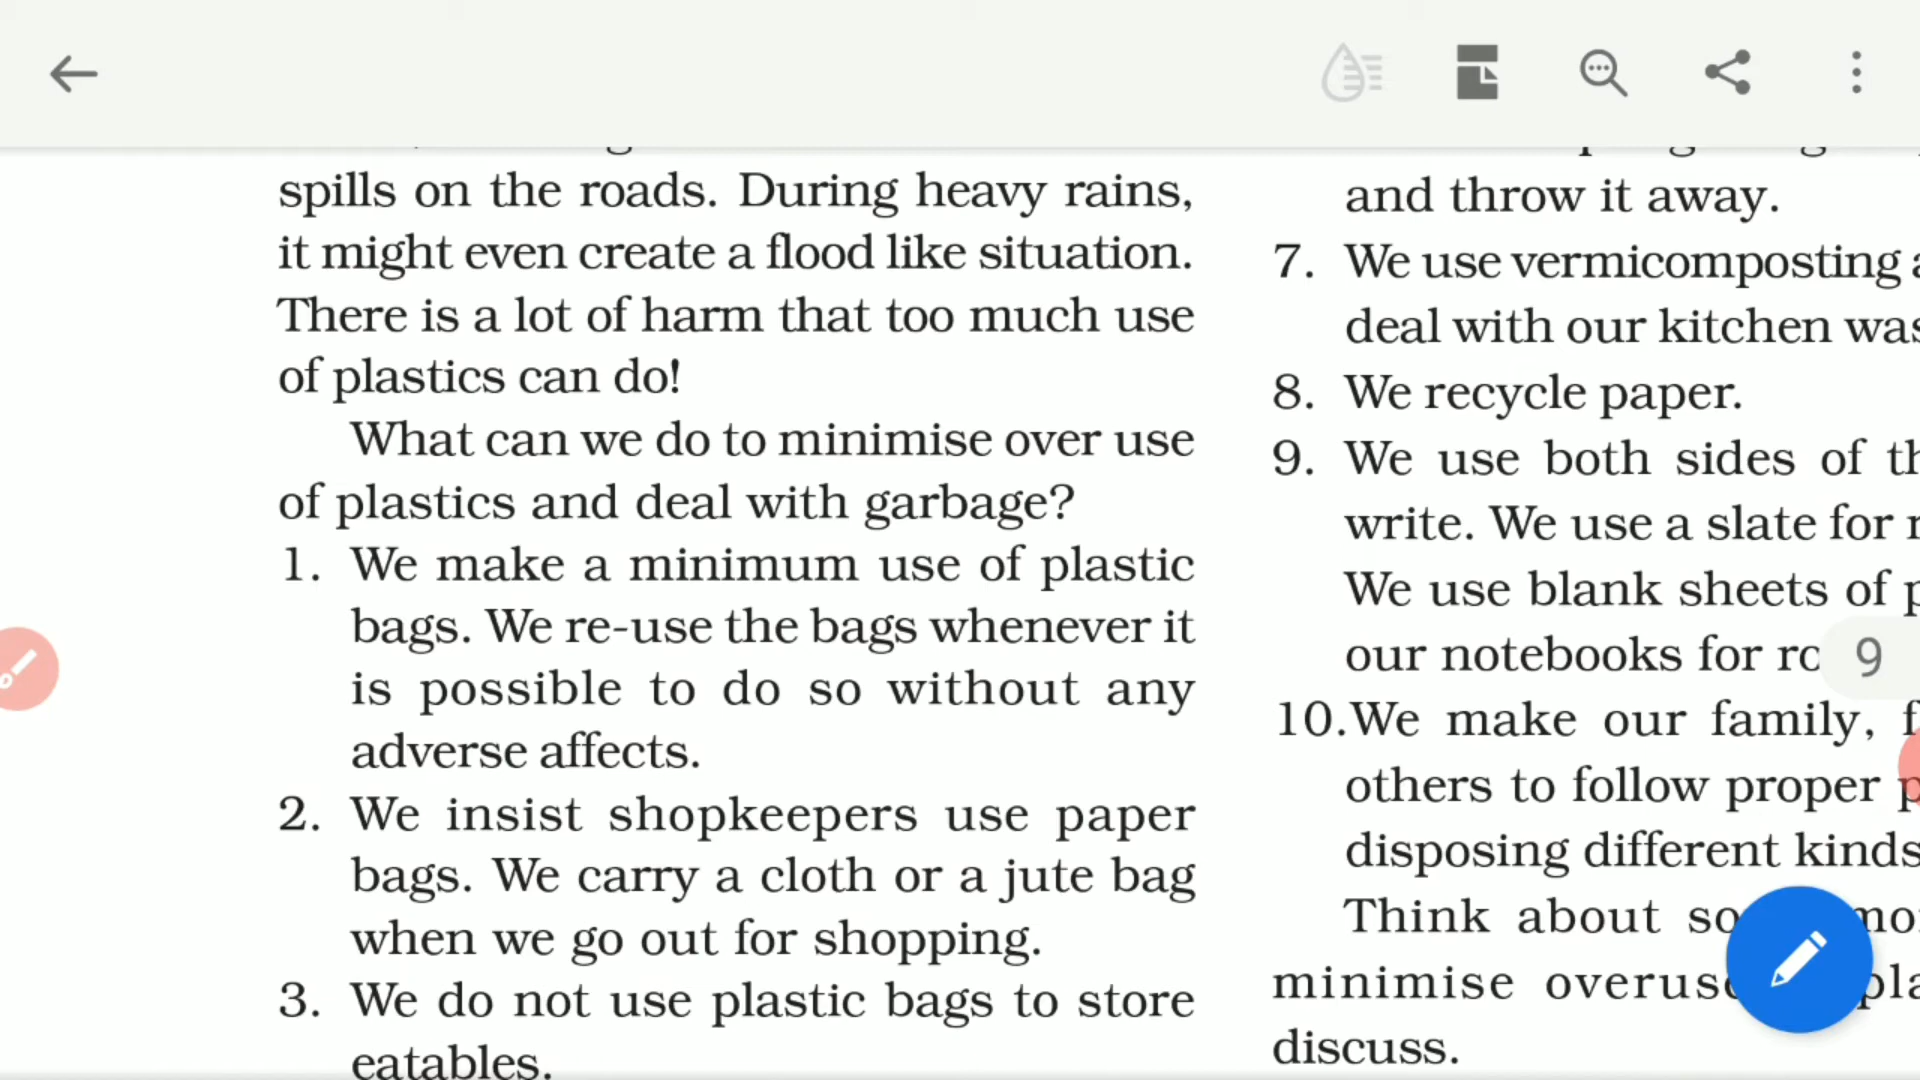 spills on the roads. During heavy rains,
it might even create a flood like situation.
There is a lot of harm that too much use
of plastics can do!
What can we do to minimise over use
of plastics and deal with garbage?
1. We make a minimum use of plastic
bags. We re-use the bags whenever it
is possible to do so without any
adverse affects.
2. We insist shopkeepers use paper
bags. We carry a cloth or a jute bag
when we go out for shopping.
3. We do not use plastic bags to store
eatables.
and throw it away.
7. We use vermicomposting
deal with our kitchen
8. We recycle paper.
9. We use both sides of
write. We use a slate for
We use blank sheets of
our notebooks for
10.We make our family,
others to follow proper
disposing different kinds
Think about
minimise
discuss.
9